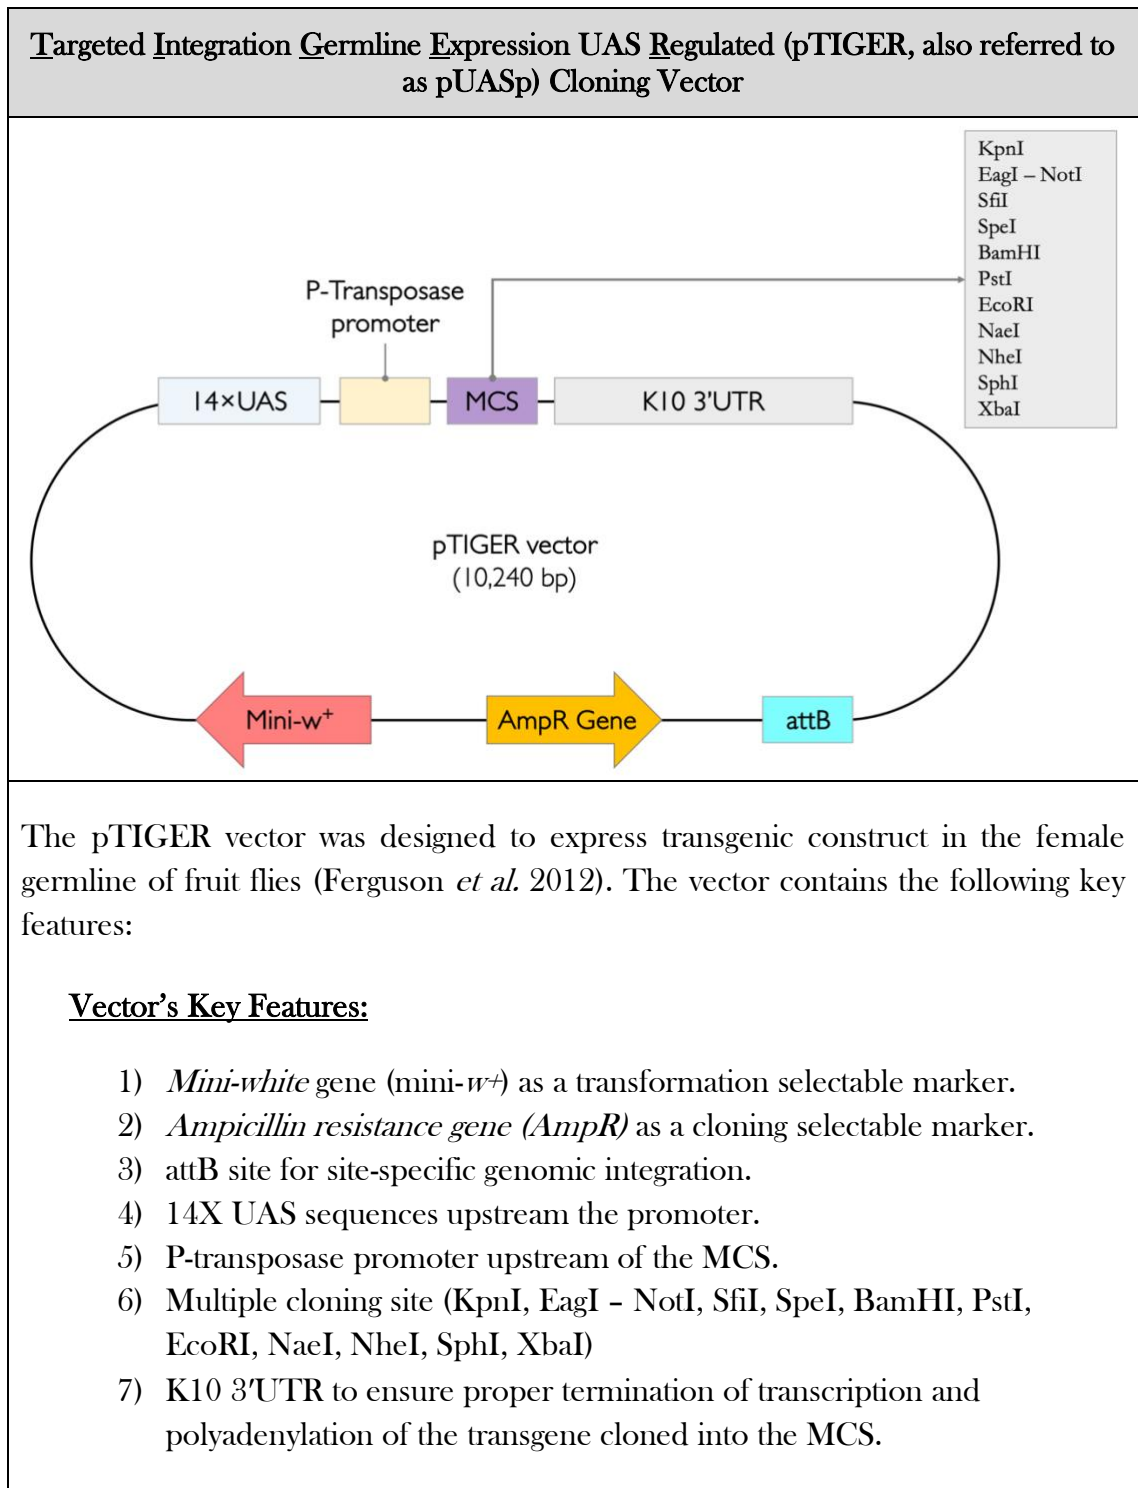 Targeted Integration Germline Expression UAS Regulated (pTIGER, also referred to
as pUASp) Cloning Vector
KpnI
EagI – NotI
SfiI
SpeI
BamHI
PstI
EcoRI
NaeI
NheI
SphI
XbaI
P-Transposase
promoter
14×UAS
MCS
K10 3'UTR
pTIGER vector
(10,240 bp)
Mini-w+
AmpR Gene
attB
The pTIGER vector was designed to express transgenic construct in the female
germline of fruit flies (Ferguson et al. 2012). The vector contains the following key
features:
Vector's Key Features:
1) Mini-white gene (mini-w+) as a transformation selectable marker.
2) Ampicillin resistance gene (AmpR) as a cloning selectable marker.
3) attB site for site-specific genomic integration.
4) 14X UAS sequences upstream the promoter.
5) P-transposase promoter upstream of the MCS.
6) Multiple cloning site (KpnI, EagI – NotI, SfiI, SpeI, BamHI, PstI,
EcoRI, NaeI, NheI, SphI, XbaI)
7) K10 3'UTR to ensure proper termination of transcription and
polyadenylation of the transgene cloned into the MCS.